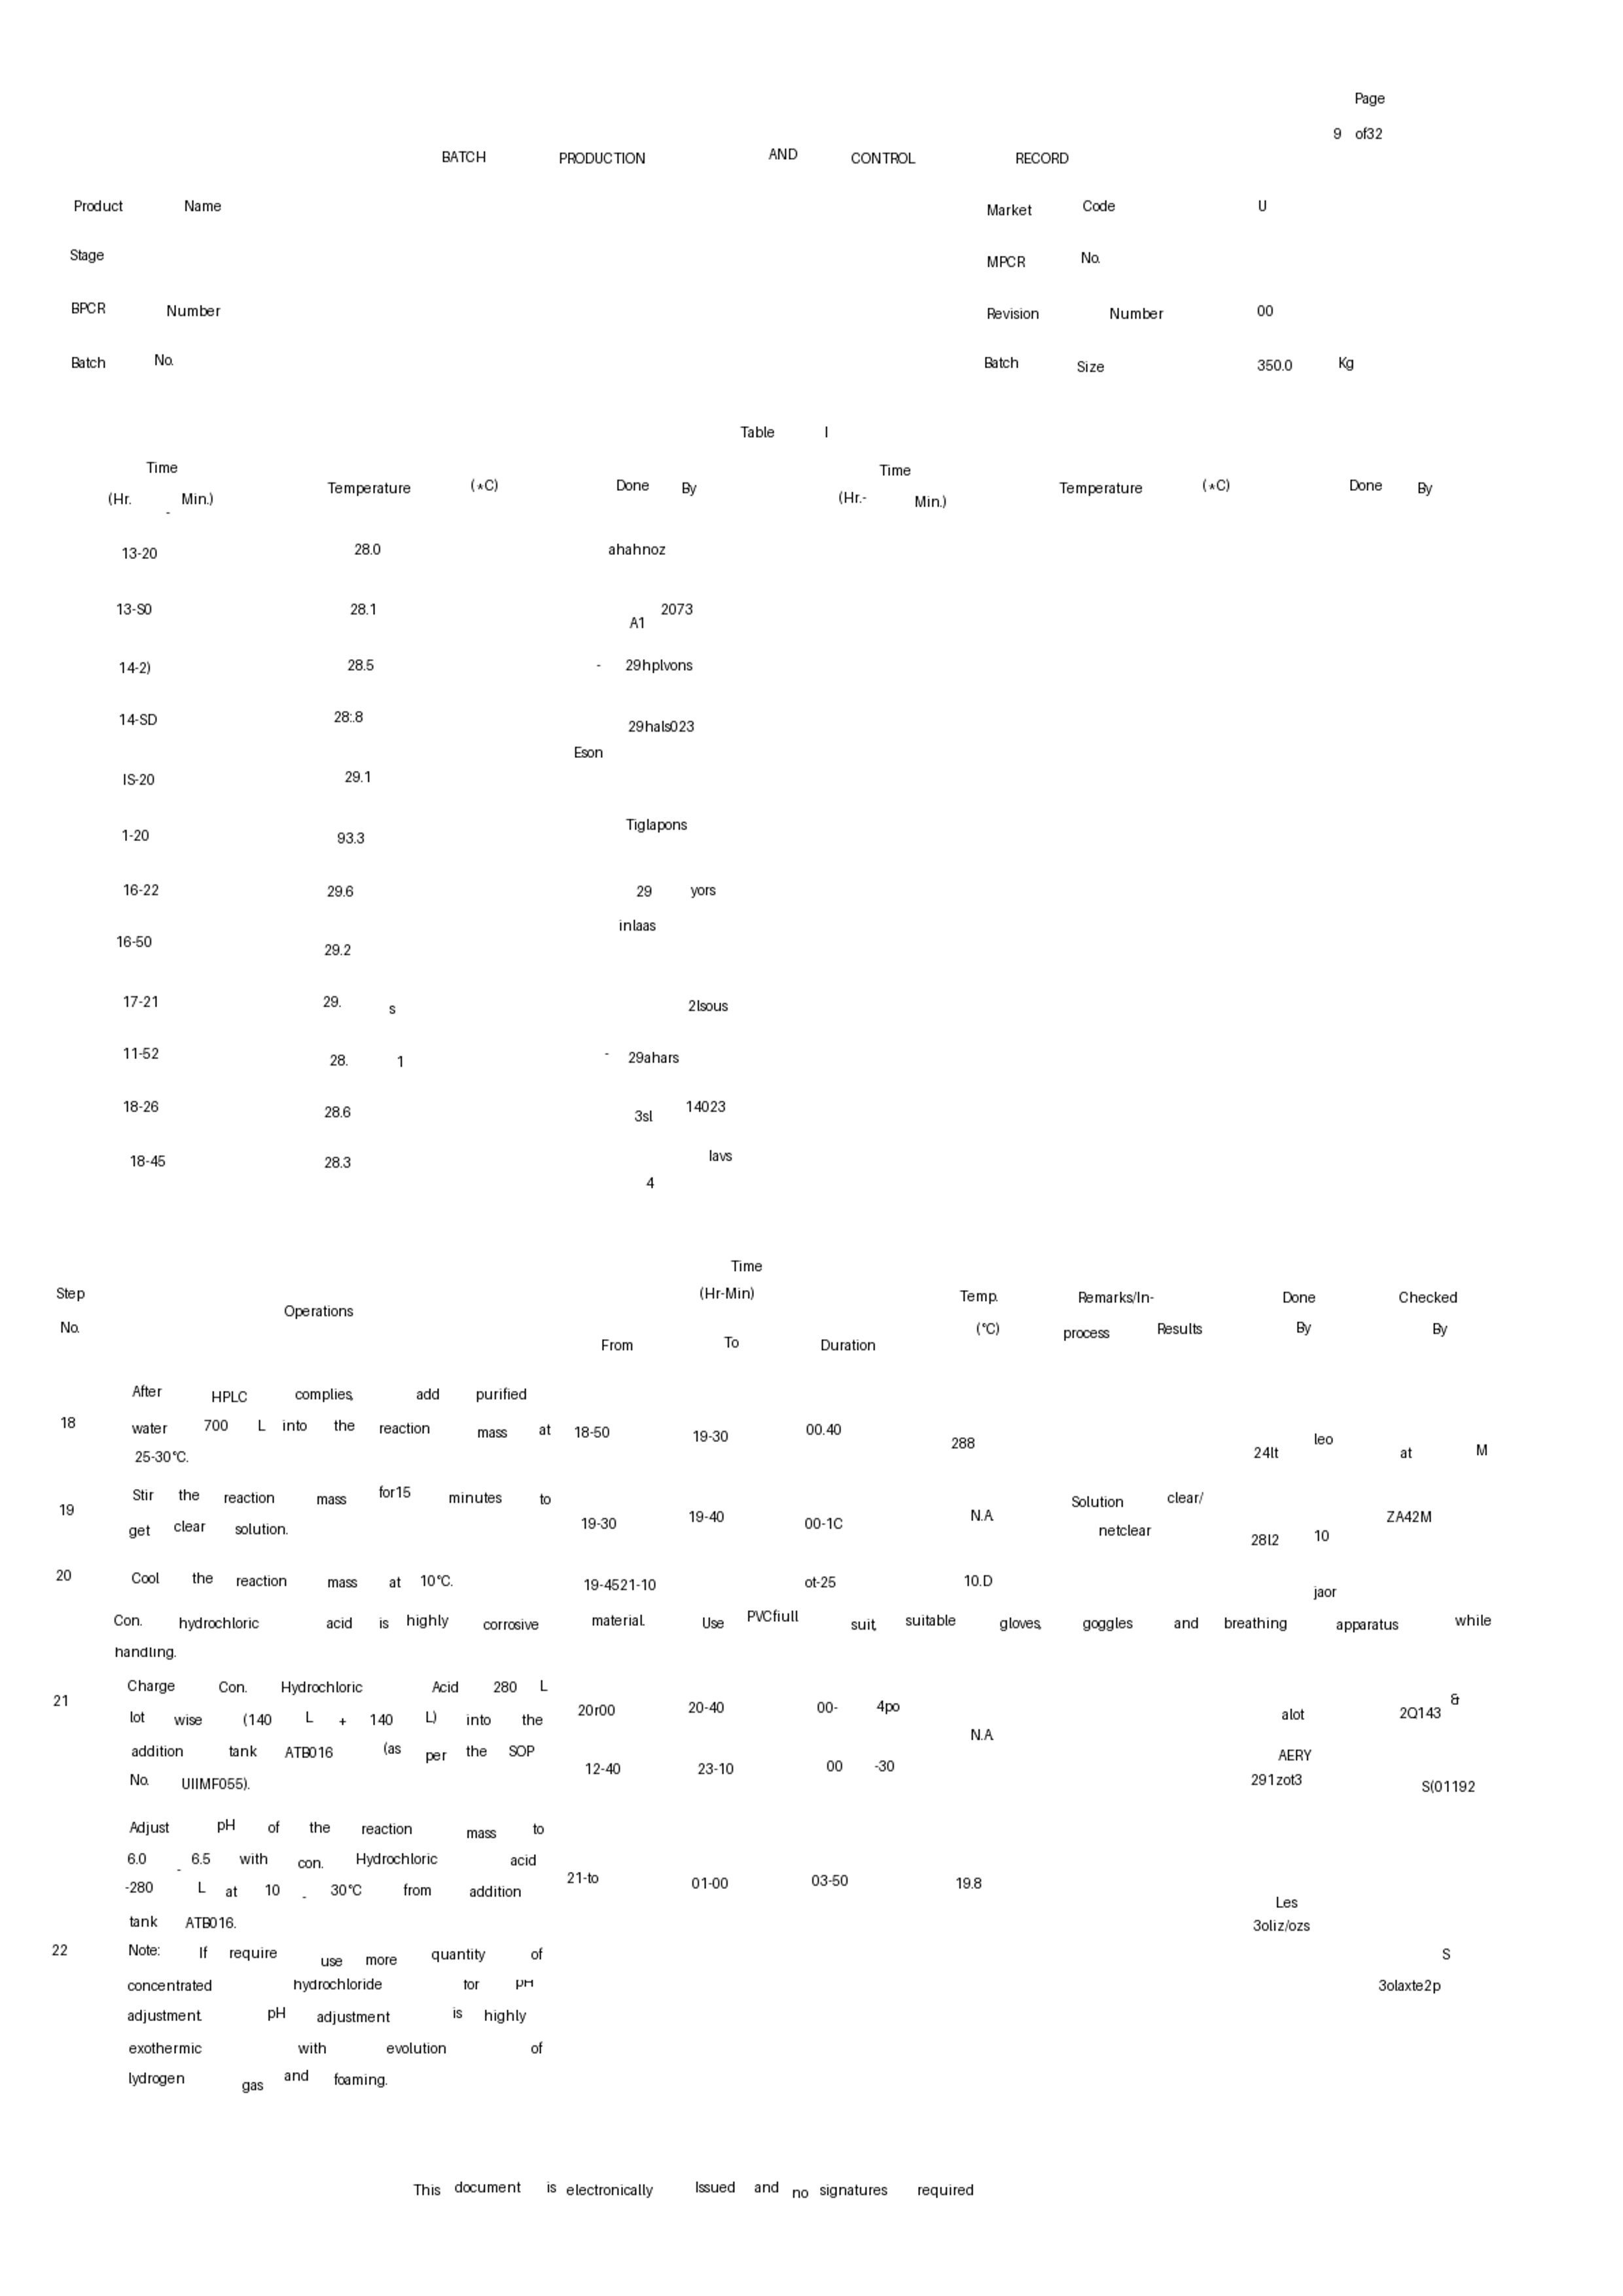 Page
9 of32
BATCH PRODUCTION AND CONTROL RECORD
Product Name Market Code U
Stage MPCR No.
BPCR Number Revision Number 00
Batch No. Batch Size 350.0 Kg
Table I
Time Time
(Hr. - Min.) Temperature (*C) Done By (Hr.- Min.) Temperature (*C) Done By
13-20 28.0 ahahnoz
13-S0 28.1 2073
A1
14-2) 28.5 - 29hplvons
14-SD 28:.8 29hals023
Eson
IS-20 29.1
Tiglapons
1-20 93.3
16-22 29.6 29 yors
inlaas
16-50 29.2
17-21 29. s 2lsous
11-52 28. 1 - 29ahars
18-26 28.6 3sl 14023
18-45 28.3 lavs
4
Time
Step Operations (Hr-Min) Temp. Remarks/In- Done Checked
No. From To Duration (°C) process Results By By
After HPLC complies, add purified
18 water 700 L into the reaction mass at 18-50 19-30 00.40 288 24lt leo at M
25-30°C.
Stir the reaction mass for15 minutes to Solution clear/
19 get clear solution. 19-30 19-40 00-1C N.A. netclear 28l2 10 ZA42M
20 Cool the reaction mass at 10°C. 19-4521-10 ot-25 10.D jaor
Con. hydrochloric acid is highly corrosive material. Use PVCfiull suit, suitable gloves, goggles and breathing apparatus while
handling.
Charge Con. Hydrochloric Acid 280 L
21 lot wise (140 L + 140 L) into the 20r00 20-40 00- 4po alot 2Q143 &
addition tank ATB016 (as per the SOP N.A. AERY
No. UIIMF055). 12-40 23-10 00 -30 291zot3 S(01192
Adjust pH of the reaction mass to
6.0 - 6.5 with con. Hydrochloric acid
-280 L at 10 - 30°C from addition 21-to 01-00 03-50 19.8
tank ATB016. Les
3oliz/ozs
22 Note: If require use more quantity of S
concentrated hydrochloride for pH 3olaxte2p
adjustment. pH adjustment is highly
exothermic with evolution of
lydrogen gas and foaming.
This document is electronically Issued and no signatures required